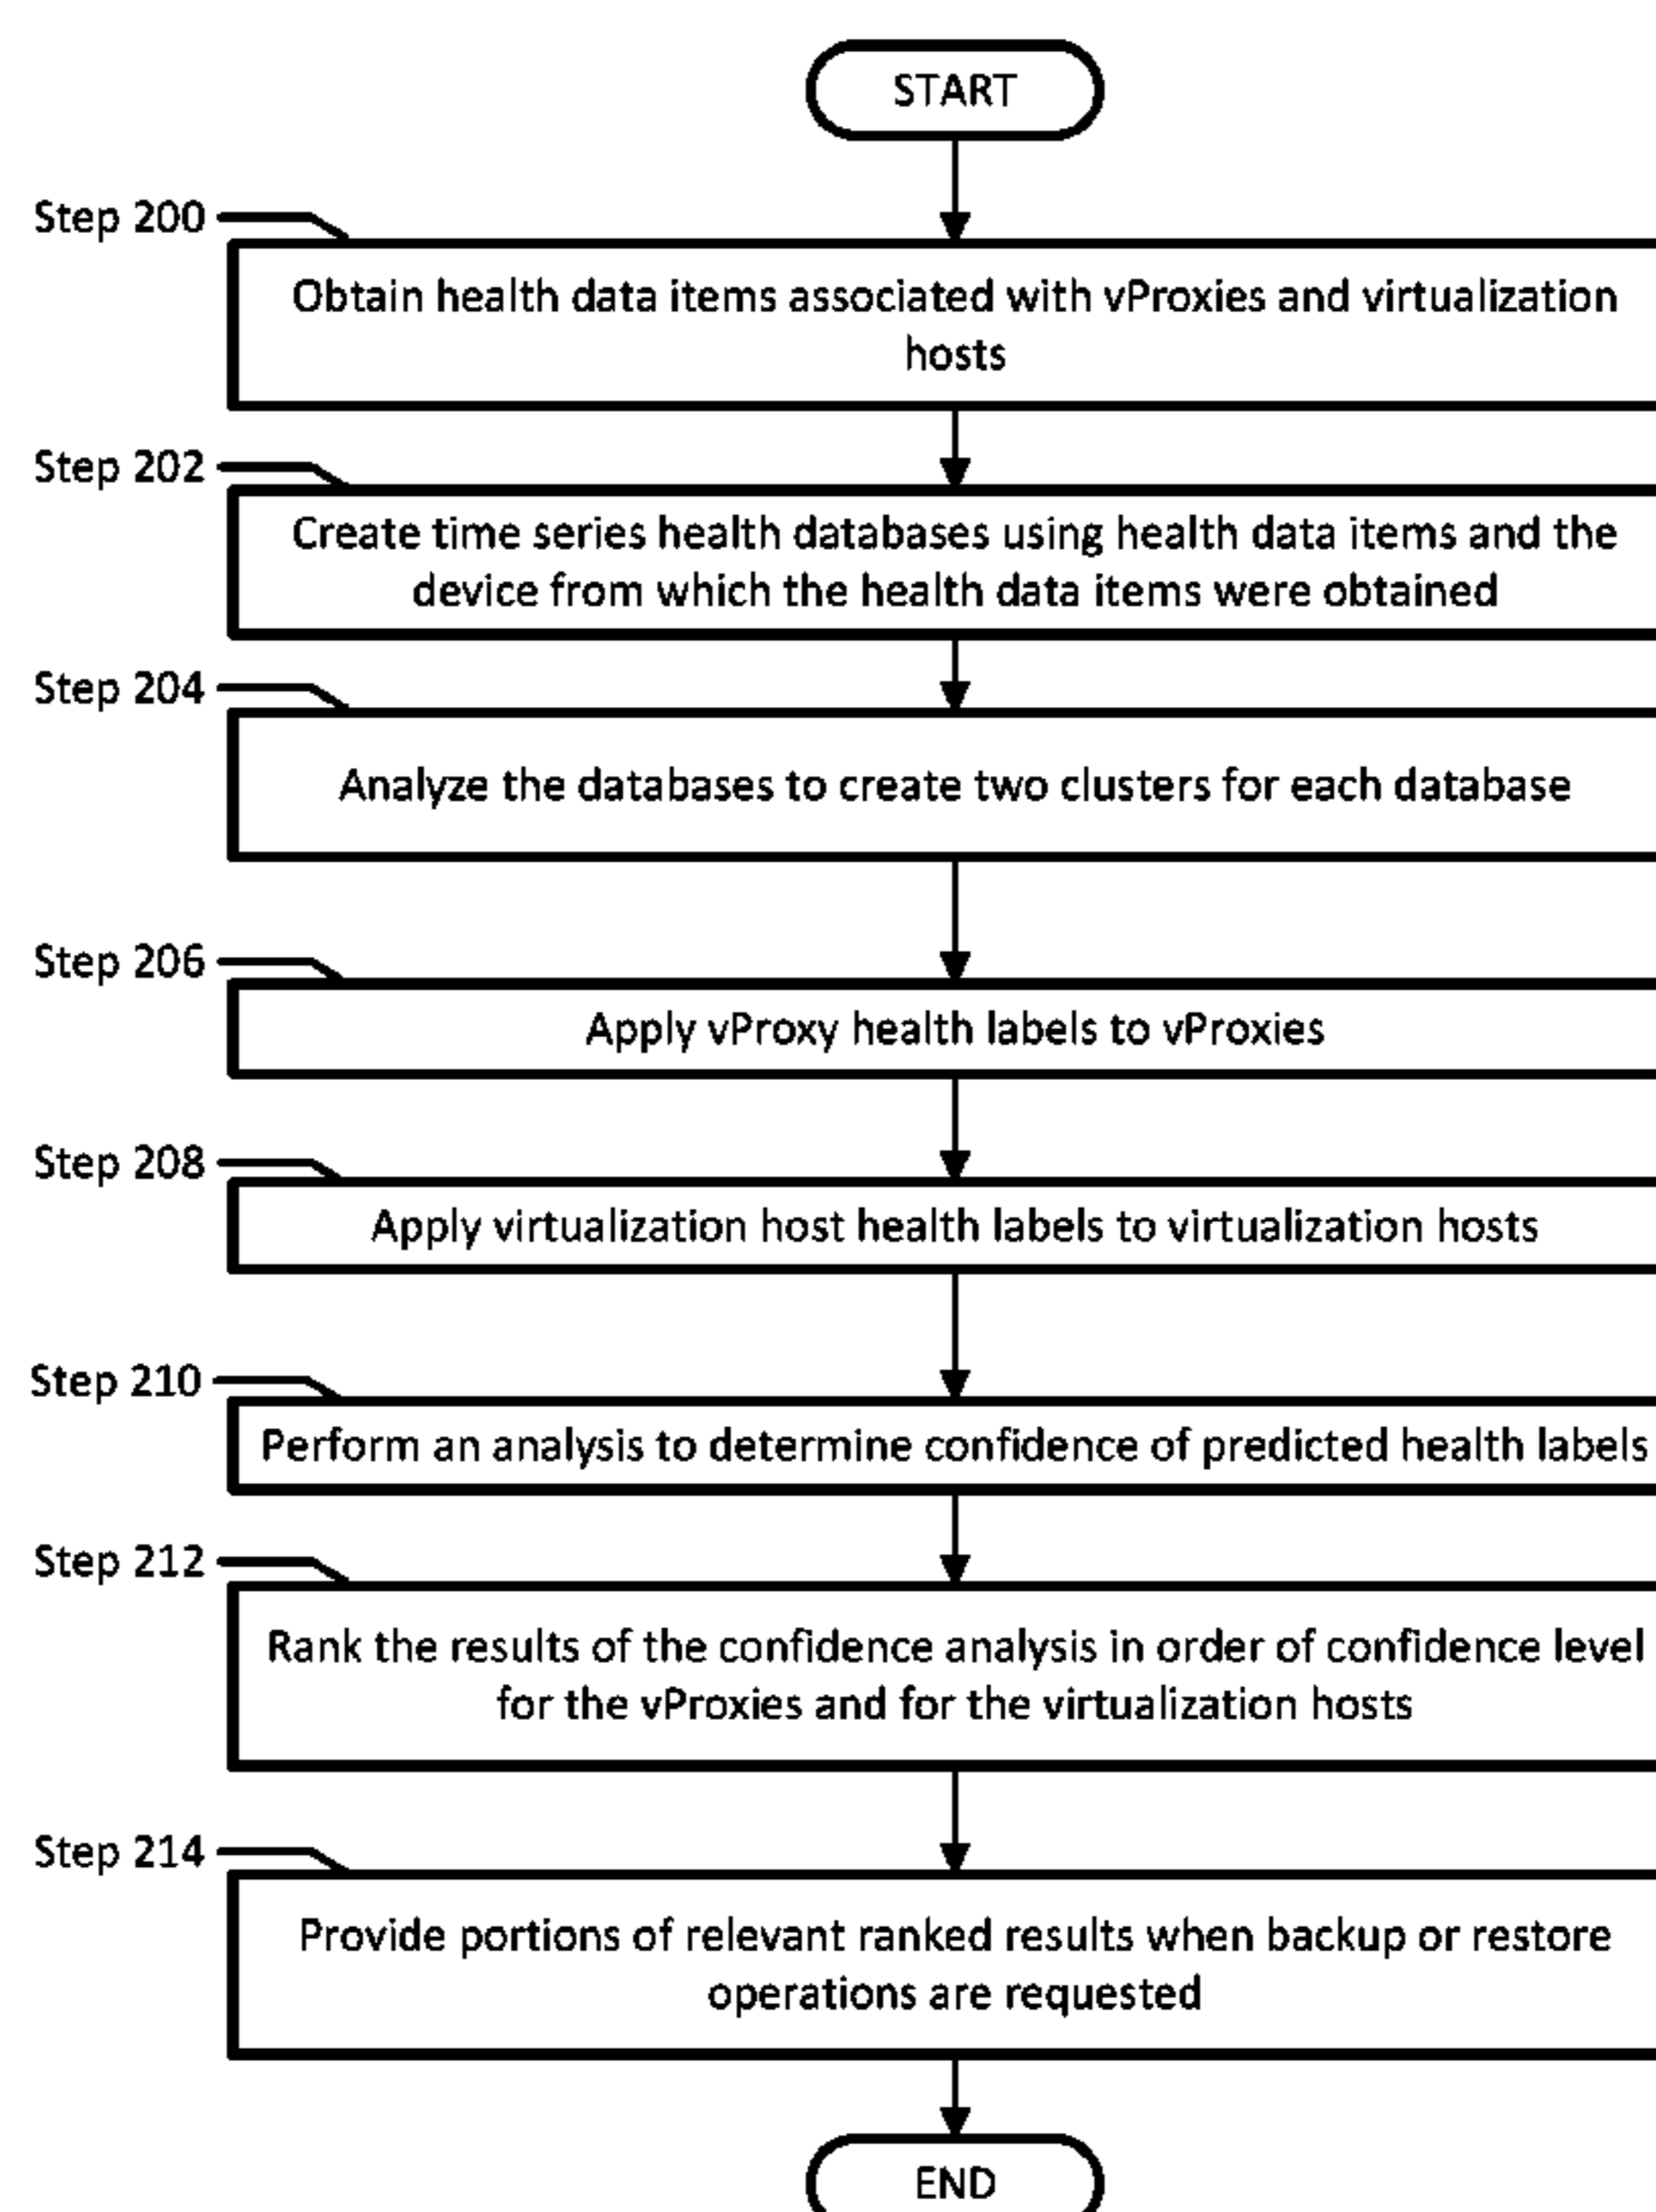 START
Step 200
Obtain health data items associated with vProxies and virtualization
hosts
Step 202
Create time series health databases using health data items and the
device from which the health data items were obtained
Step 204
Analyze the databases to create two clusters for each database
Step 206
Apply vProxy health labels to vProxies
Step 208
Apply virtualization host health labels to virtualization hosts
Step 210
Perform an analysis to determine confidence of predicted health labels
Step 212
Rank the results of the confidence analysis in order of confidence level
for the vProxies and for the virtualization hosts
Step 214
Provide portions of relevant ranked results when backup or restore
operations are requested
END